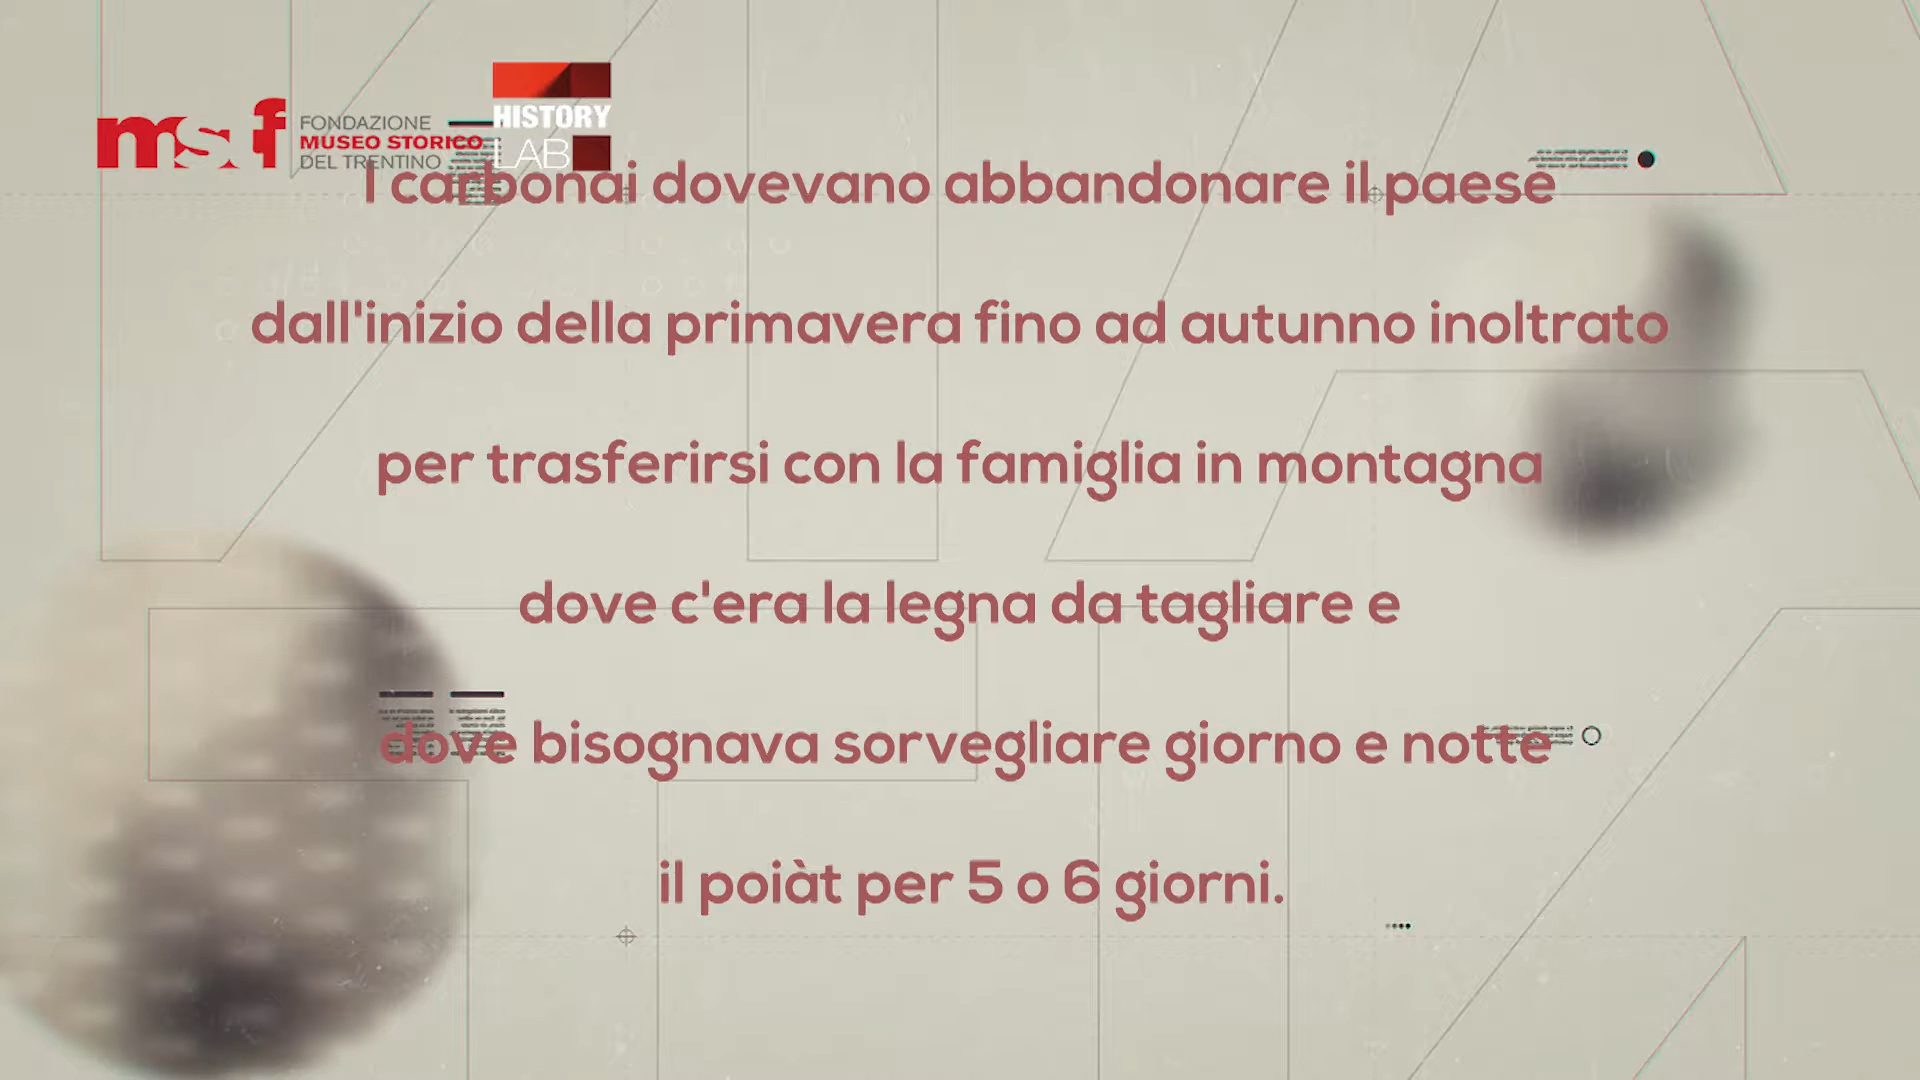 mstf FONDAZIONE
MUSEO STORICO
DEL TRENTINO
HISTORY
LAB
I carbonai dovevano abbandonare il paese
dall'inizio della primavera fino ad autunno inoltrato
per trasferirsi con la famiglia in montagna
dove c'era la legna da tagliare e
dove bisognava sorvegliare giorno e notte
il poiàt per 5 o 6 giorni.